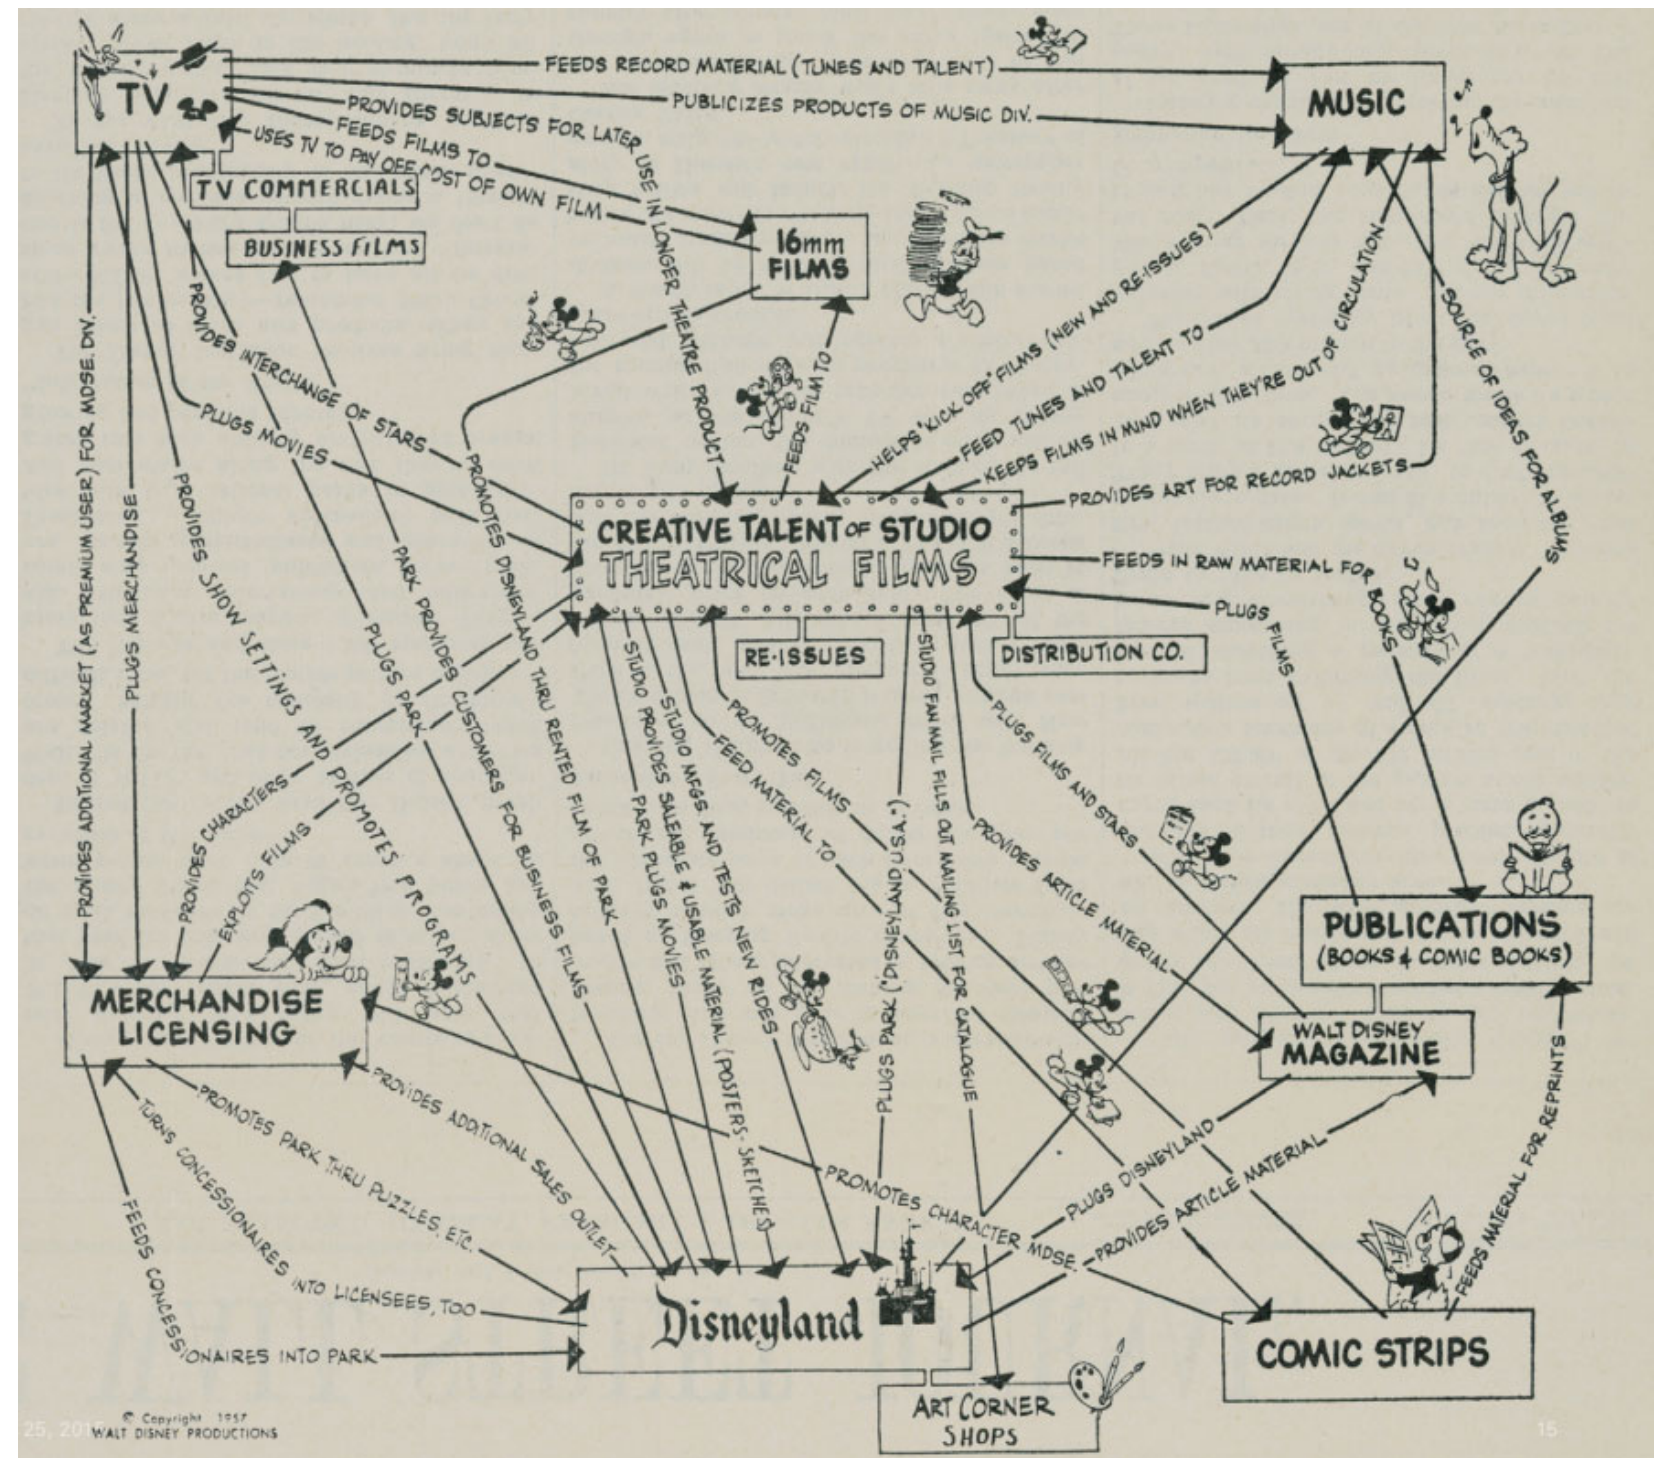 TV
FEEDS RECORD MATERIAL (TUNES AND TALENT)
PUBLICIZES PRODUCTS OF MUSIC DIV.
PROVIDES SUBJECTS FOR LATER USE IN LONGER THEATRE PRODUCT
FEEDS FILMS TO
USES TV TO PAY OFF COST OF OWN FILM
MUSIC
TV COMMERCIALS
BUSINESS FILMS
16mm
FILMS
PROVIDES ADDITIONAL MARKET (AS PREMIUM USER) FOR MDSE. DIV.
PLUGS MERCHANDISE
PROVIDES SHOW SETTINGS AND PROMOTES PROGRAMS
PLUGS MOVIES
PROVIDES INTERCHANGE OF STARS
PLUGS PARK
PARK PROVIDES CUSTOMERS FOR BUSINESS FILMS
PROMOTES DISNEYLAND THRU RENTED FILM OF PARK
FEEDS FILM TO
HELPS "KICK OFF" FILMS (NEW AND RE-ISSUES)
FEED TUNES AND TALENT TO
KEEPS FILMS IN MIND WHEN THEY'RE OUT OF CIRCULATION
PROVIDES ART FOR RECORD JACKETS
SOURCE OF IDEAS FOR ALBUMS
CREATIVE TALENT OF STUDIO
THEATRICAL FILMS
RE-ISSUES
DISTRIBUTION CO.
FEEDS IN RAW MATERIAL FOR BOOKS
PLUGS FILMS
PROVIDES CHARACTERS
EXPLOITS FILMS
STUDIO PROVIDES SALEABLE & USABLE MATERIAL (POSTERS-SKETCHES)
STUDIO MFGS. AND TESTS NEW RIDES
PARK PLUGS MOVIES
PROMOTES FILMS
FEED MATERIAL TO
PLUGS PARK ("DISNEYLAND U.S.A.")
STUDIO FAN MAIL FILLS OUT MAILING LIST FOR CATALOGUE
PLUGS FILMS AND STARS
PROVIDES ARTICLE MATERIAL
PUBLICATIONS
(BOOKS & COMIC BOOKS)
WALT DISNEY
MAGAZINE
MERCHANDISE
LICENSING
PROVIDES ADDITIONAL SALES OUTLET
PROMOTES PARK THRU PUZZLES, ETC.
TURNS CONCESSIONAIRES INTO LICENSEES, TOO
FEEDS CONCESSIONAIRES INTO PARK
PROMOTES CHARACTER MDSE.
PLUGS DISNEYLAND
PROVIDES ARTICLE MATERIAL
FEEDS MATERIAL FOR REPRINTS
Disneyland
COMIC STRIPS
ART CORNER
SHOPS
© Copyright 1957
WALT DISNEY PRODUCTIONS
15